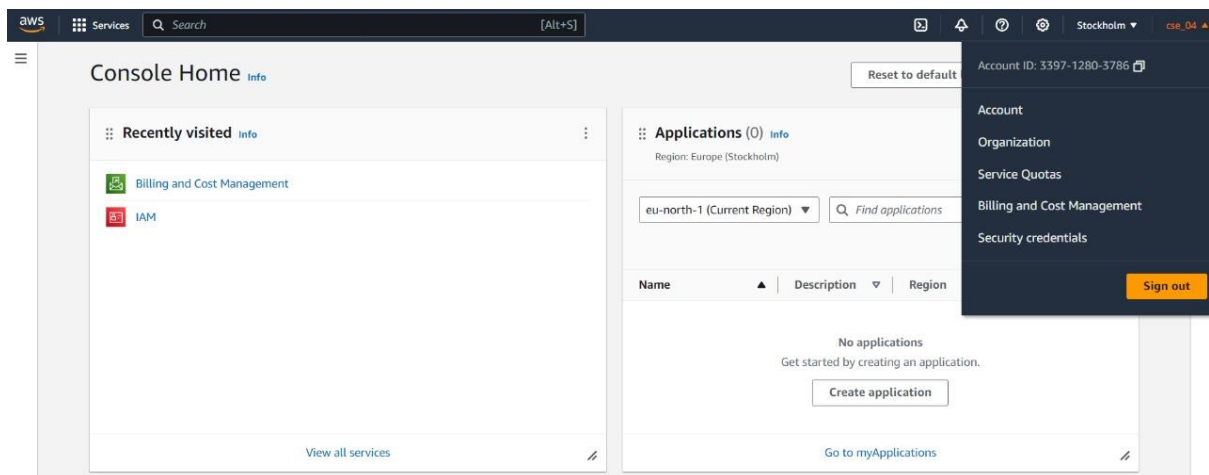 aws Services Search [Alt+S] Stockholm cse_04
Console Home Info
Reset to default
Account ID: 3397-1280-3786
Account
Organization
Service Quotas
Billing and Cost Management
Security credentials
Sign out
Recently visited Info
Billing and Cost Management
IAM
View all services
Applications (0) Info
Region: Europe (Stockholm)
eu-north-1 (Current Region) Find applications
Name Description Region
No applications
Get started by creating an application.
Create application
Go to myApplications